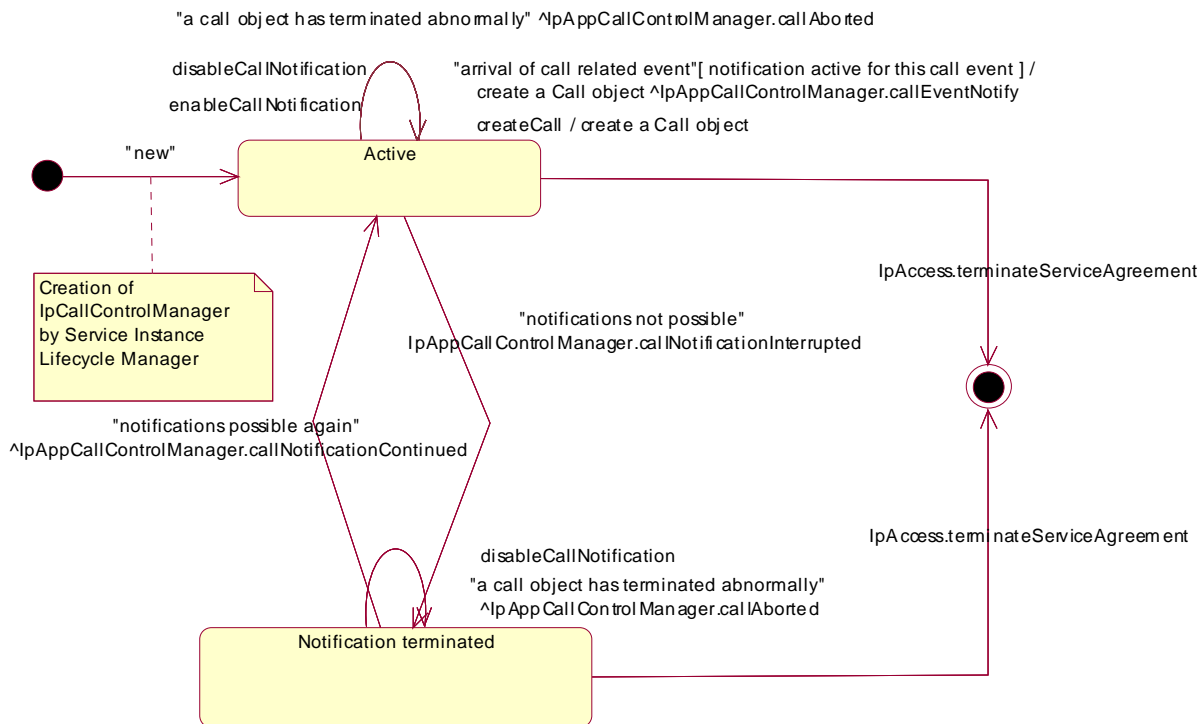 "a call object has terminated abnormally" ^IpAppCallControlManager.callAborted
disableCallNotification
"arrival of call related event"[ notification active for this call event ] /
create a Call object ^IpAppCallControlManager.callEventNotify
enableCallNotification
createCall / create a Call object
"new"
Active
IpAccess.terminateServiceAgreement
Creation of
IpCallControlManager
by Service Instance
Lifecycle Manager
"notifications not possible"
IpAppCallControlManager.callNotificationInterrupted
"notifications possible again"
^IpAppCallControlManager.callNotificationContinued
IpAccess.terminateServiceAgreement
disableCallNotification
"a call object has terminated abnormally"
^IpAppCallControlManager.callAborted
Notification terminated